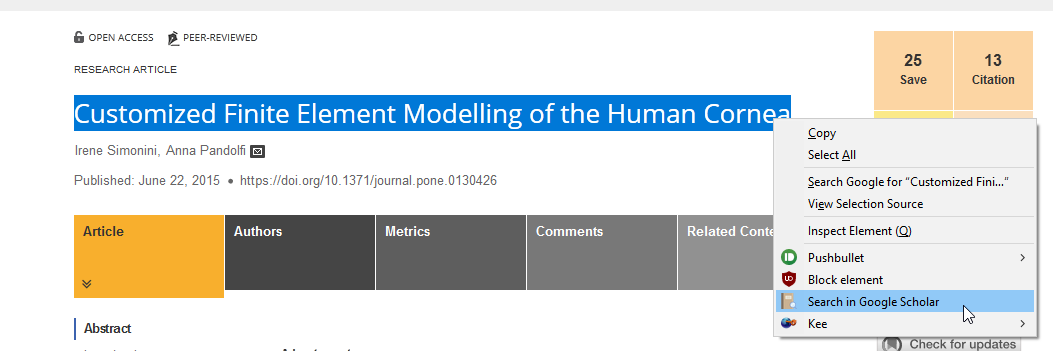 OPEN ACCESS PEER-REVIEWED
RESEARCH ARTICLE
Customized Finite Element Modelling of the Human Cornea
Irene Simonini, Anna Pandolfi
Published: June 22, 2015 • https://doi.org/10.1371/journal.pone.0130426
25
Save
13
Citation
Article
Authors
Metrics
Comments
Related Conte
Abstract
Copy
Select All
Search Google for “Customized Fini...”
View Selection Source
Inspect Element (Q)
Pushbullet
Block element
Search in Google Scholar
Kee
Check for updates